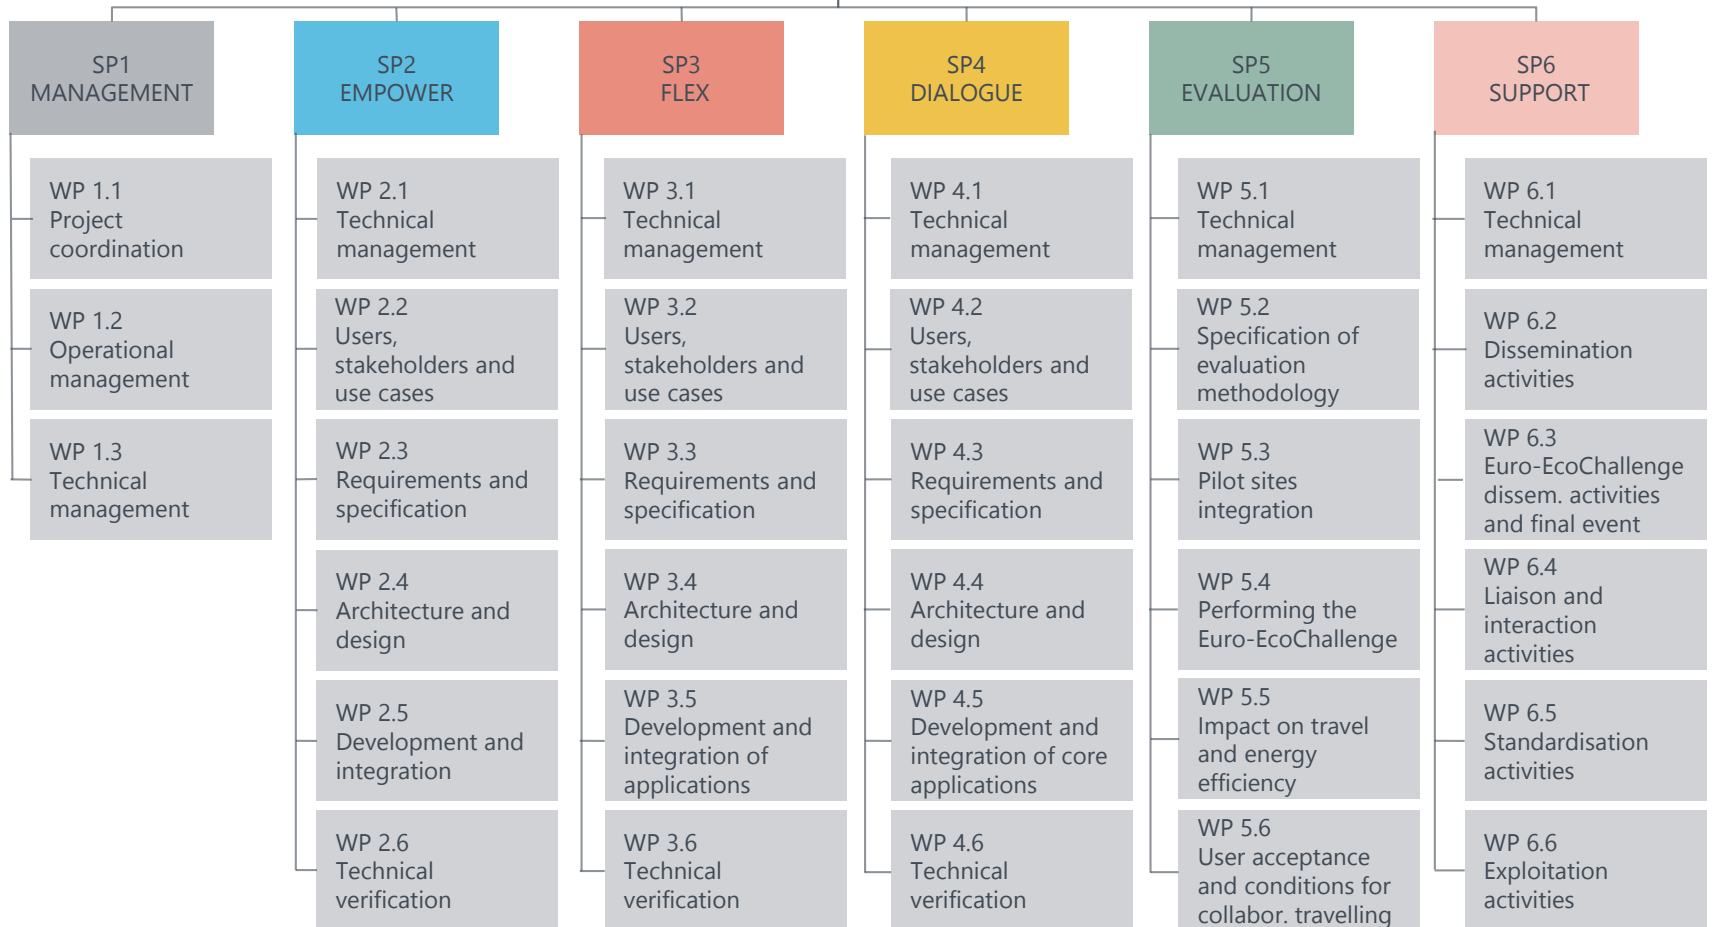 SP1
MANAGEMENT
SP2
EMPOWER
SP3
FLEX
SP4
DIALOGUE
SP5
EVALUATION
SP6
SUPPORT
WP 1.1
Project
coordination
WP 1.2
Operational
management
WP 1.3
Technical
management
WP 2.1
Technical
management
WP 2.2
Users,
stakeholders and
use cases
WP 2.3
Requirements and
specification
WP 2.4
Architecture and
design
WP 2.5
Development and
integration
WP 2.6
Technical
verification
WP 3.1
Technical
management
WP 3.2
Users,
stakeholders and
use cases
WP 3.3
Requirements and
specification
WP 3.4
Architecture and
design
WP 3.5
Development and
integration of
applications
WP 3.6
Technical
verification
WP 4.1
Technical
management
WP 4.2
Users,
stakeholders and
use cases
WP 4.3
Requirements and
specification
WP 4.4
Architecture and
design
WP 4.5
Development and
integration of core
applications
WP 4.6
Technical
verification
WP 5.1
Technical
management
WP 5.2
Specification of
evaluation
methodology
WP 5.3
Pilot sites
integration
WP 5.4
Performing the
Euro-EcoChallenge
WP 5.5
Impact on travel
and energy
efficiency
WP 5.6
User acceptance
and conditions for
collabor. travelling
WP 6.1
Technical
management
WP 6.2
Dissemination
activities
WP 6.3
Euro-EcoChallenge
dissem. activities
and final event
WP 6.4
Liaison and
interaction
activities
WP 6.5
Standardisation
activities
WP 6.6
Exploitation
activities